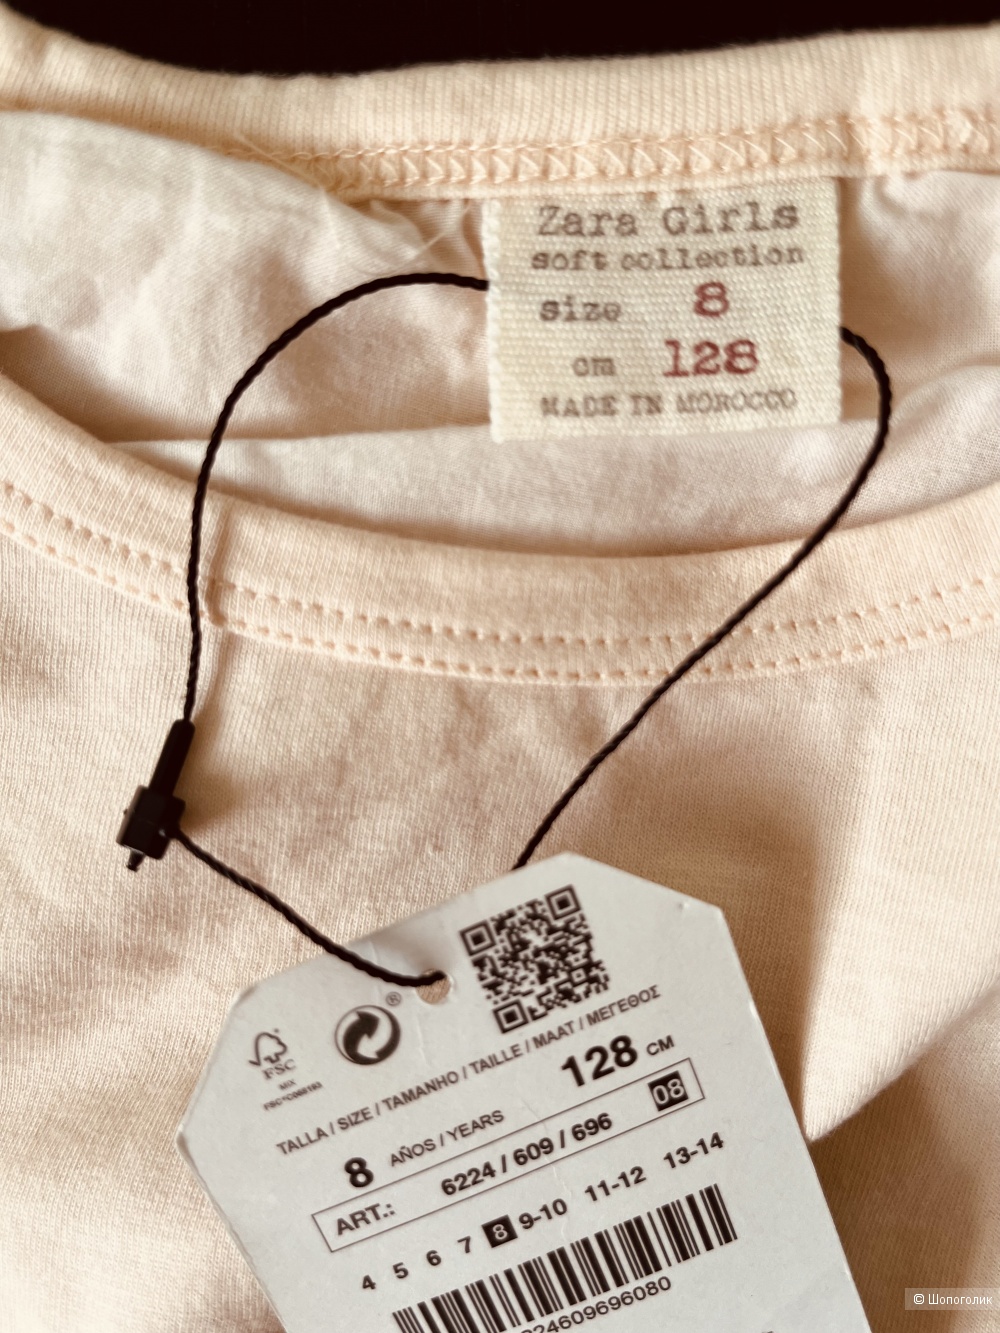 Zara Girls
soft collection
size 8
cm 128
MADE IN MOROCCO
®
FSC
MIX
TALLA / SIZE / TAMANHO / TAILLE / MAAT / ΜΕΓΕΘΟΣ
8 AÑOS / YEARS 128 CM
ART.: 6224 / 609 / 696 08
4 5 6 7 8 9-10 11-12 13-14
24609696080
© Шопоголик